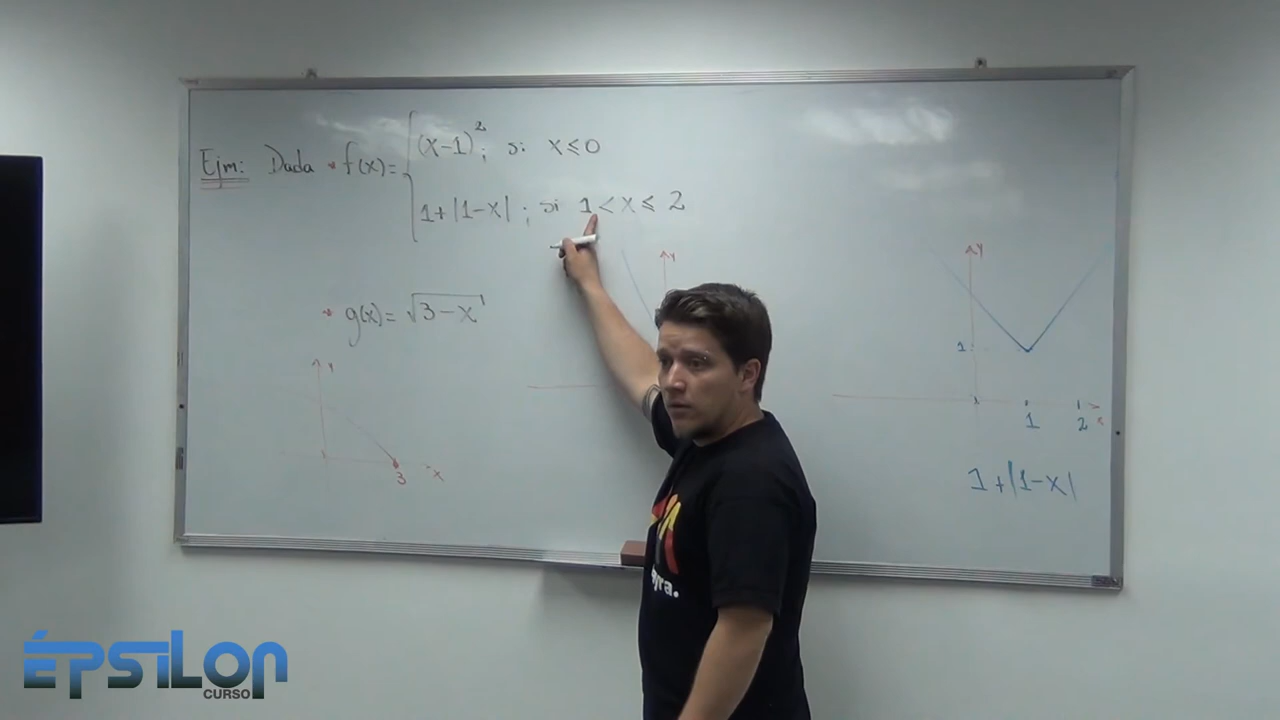 Ejm: Dada • f(x)= { (x-1)²; si x≤0
1+|1-x| ; si 1<x≤2
• g(x)= √3-x
y
3
x
y
y
1
1
2
x
1+|1-x|
yra.
ÉPSILON
CURSO